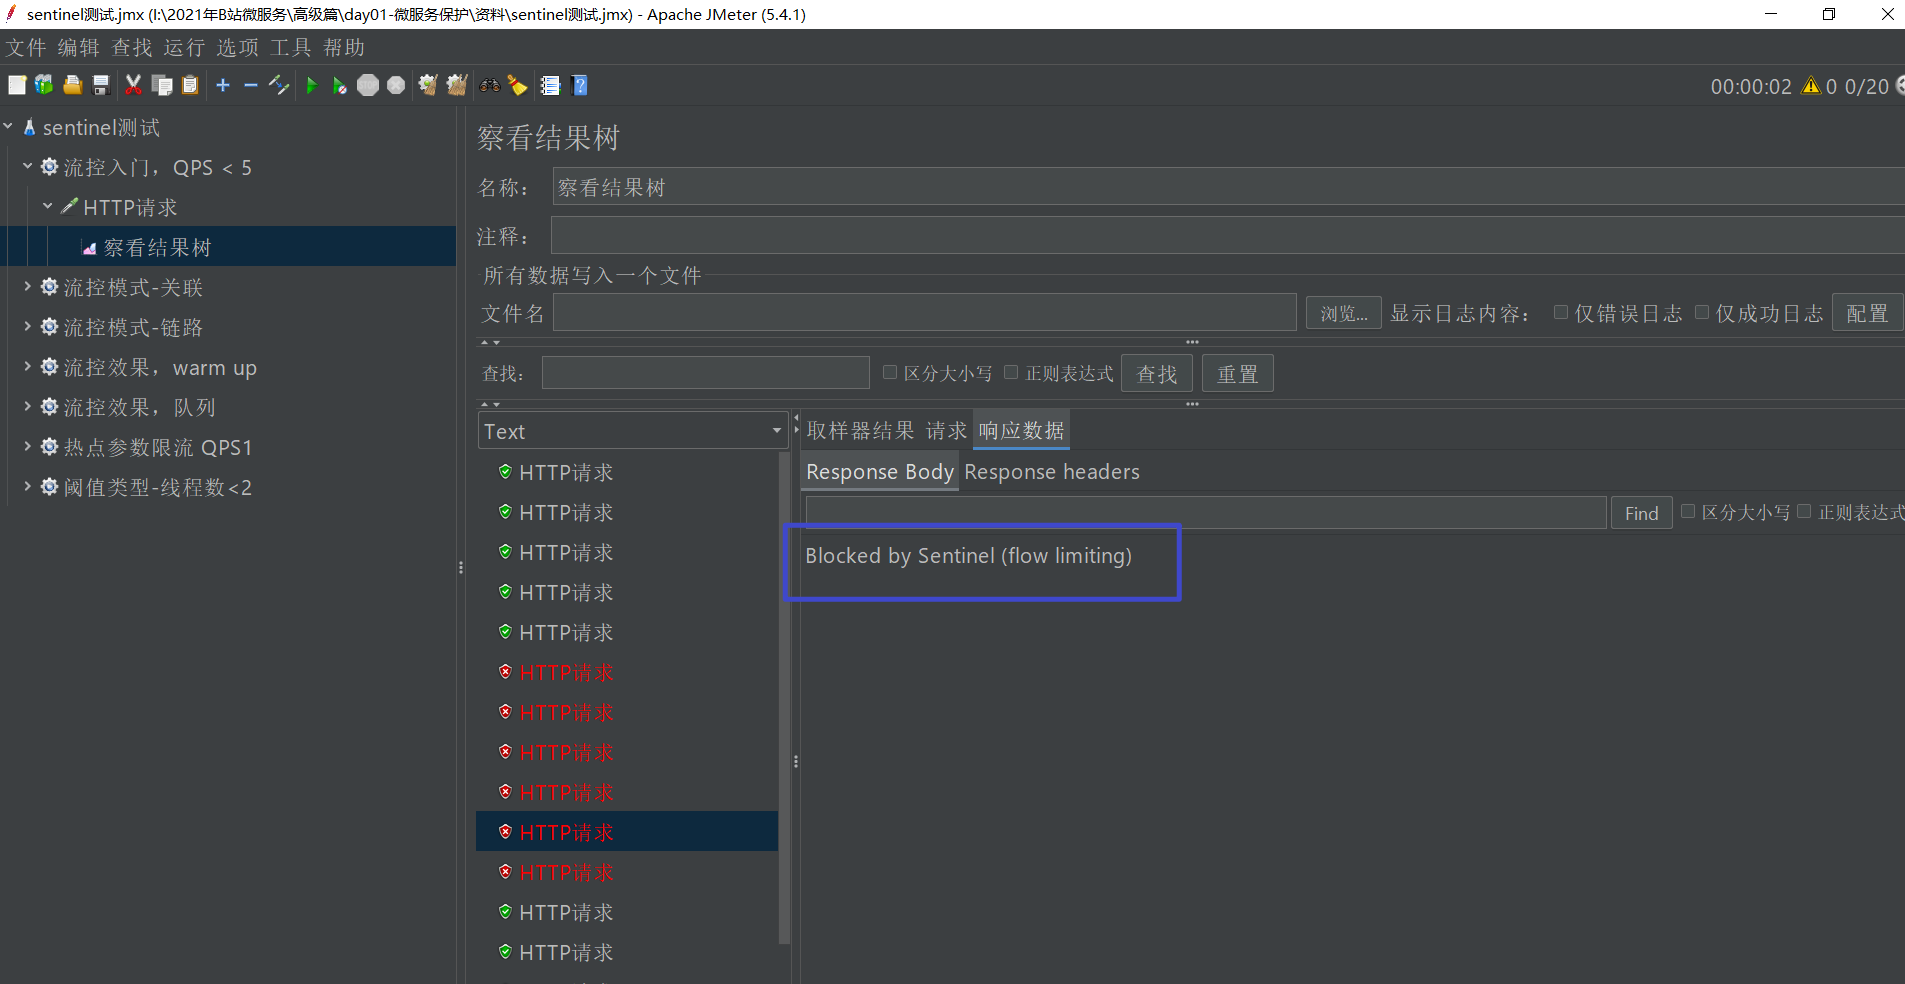 sentinel测试.jmx (I:\2021年B站微服务\高级篇\day01-微服务保护\资料\sentinel测试.jmx) - Apache JMeter (5.4.1)
文件 编辑 查找 运行 选项 工具 帮助
00:00:02 0 0/20
sentinel测试
流控入门，QPS < 5
HTTP请求
察看结果树
流控模式-关联
流控模式-链路
流控效果，warm up
流控效果，队列
热点参数限流 QPS1
阈值类型-线程数<2
察看结果树
名称： 察看结果树
注释：
所有数据写入一个文件
文件名 浏览... 显示日志内容： 仅错误日志 仅成功日志 配置
查找： 区分大小写 正则表达式 查找 重置
Text
HTTP请求
HTTP请求
HTTP请求
HTTP请求
HTTP请求
HTTP请求
HTTP请求
HTTP请求
HTTP请求
HTTP请求
HTTP请求
HTTP请求
HTTP请求
取样器结果 请求 响应数据
Response Body Response headers
Find 区分大小写 正则表达式
Blocked by Sentinel (flow limiting)